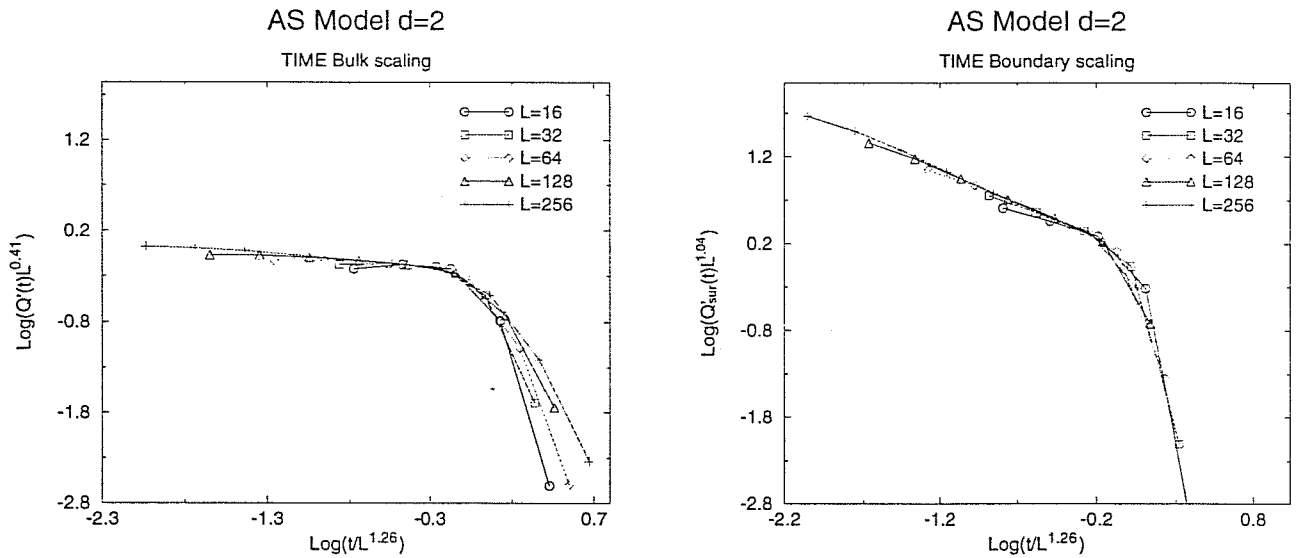 AS Model d=2
TIME Bulk scaling
L=16
L=32
L=64
L=128
L=256
1.2
0.2
-0.8
-1.8
-2.8
Log(Q'(t)L^0.41)
-2.3 -1.3 -0.3 0.7
Log(t/L^1.26)
AS Model d=2
TIME Boundary scaling
L=16
L=32
L=64
L=128
L=256
1.2
0.2
-0.8
-1.8
-2.8
Log(Q'sur(t)L^1.04)
-2.2 -1.2 -0.2 0.8
Log(t/L^1.26)